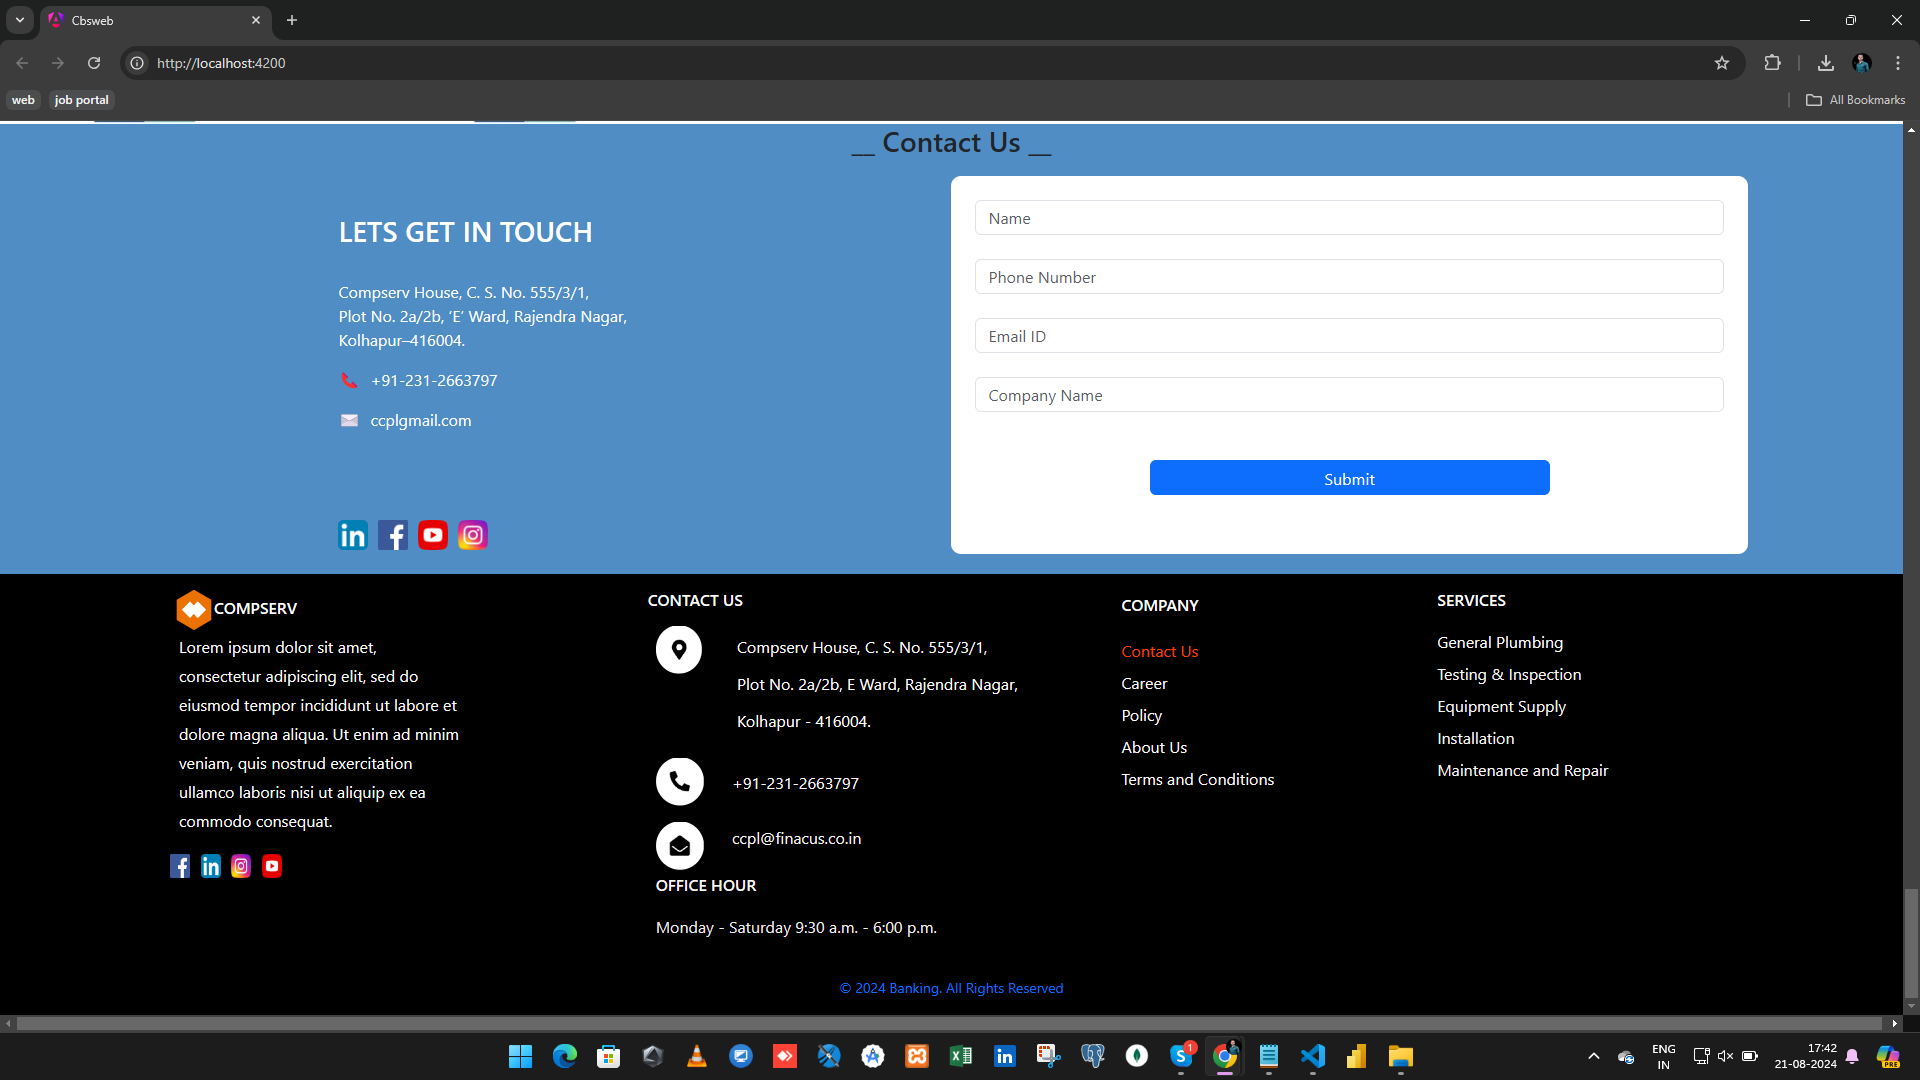 Cbsweb
http://localhost:4200
web
job portal
All Bookmarks
__ Contact Us __
LETS GET IN TOUCH
Compserv House, C. S. No. 555/3/1,
Plot No. 2a/2b, ‘E’ Ward, Rajendra Nagar,
Kolhapur–416004.
+91-231-2663797
ccplgmail.com
Name
Phone Number
Email ID
Company Name
Submit
COMPSERV
Lorem ipsum dolor sit amet,
consectetur adipiscing elit, sed do
eiusmod tempor incididunt ut labore et
dolore magna aliqua. Ut enim ad minim
veniam, quis nostrud exercitation
ullamco laboris nisi ut aliquip ex ea
commodo consequat.
CONTACT US
Compserv House, C. S. No. 555/3/1,
Plot No. 2a/2b, E Ward, Rajendra Nagar,
Kolhapur - 416004.
+91-231-2663797
ccpl@finacus.co.in
OFFICE HOUR
Monday - Saturday 9:30 a.m. - 6:00 p.m.
COMPANY
Contact Us
Career
Policy
About Us
Terms and Conditions
SERVICES
General Plumbing
Testing & Inspection
Equipment Supply
Installation
Maintenance and Repair
© 2024 Banking. All Rights Reserved
1
ENG
IN
17:42
21-08-2024
PRE